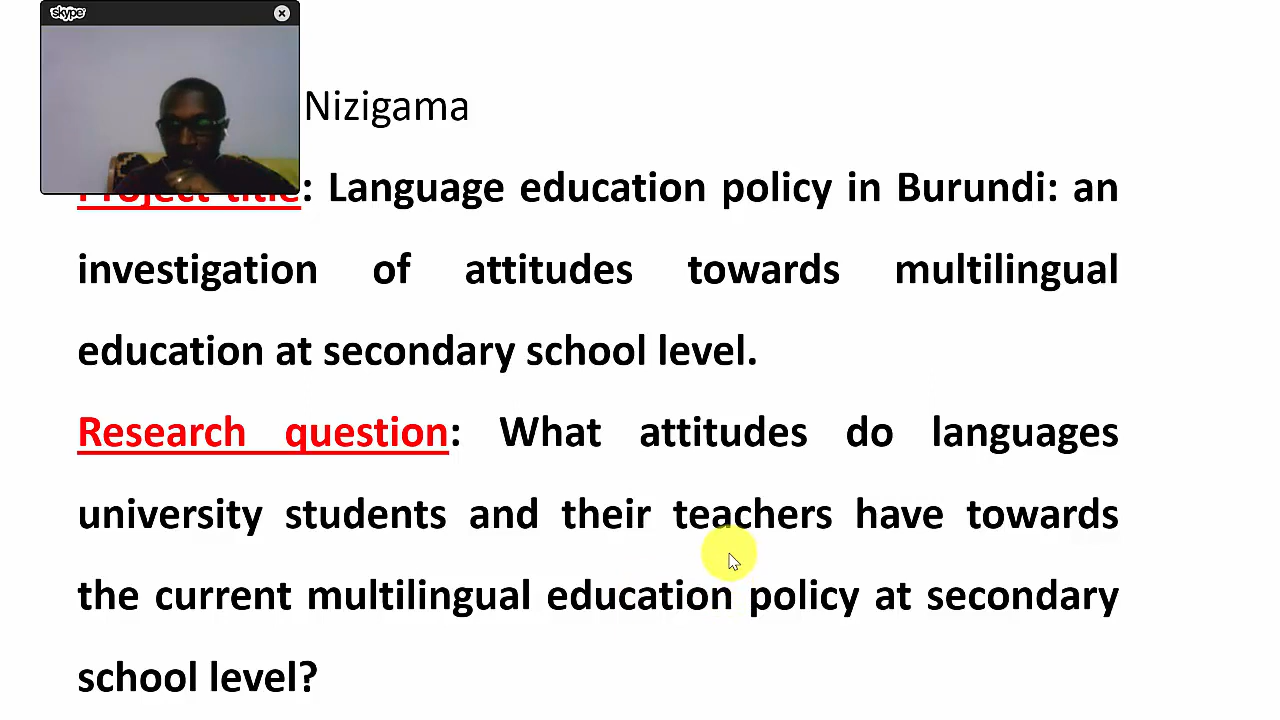 skype
Nizigama
Project title: Language education policy in Burundi: an
investigation of attitudes towards multilingual
education at secondary school level.
Research question: What attitudes do languages
university students and their teachers have towards
the current multilingual education policy at secondary
school level?